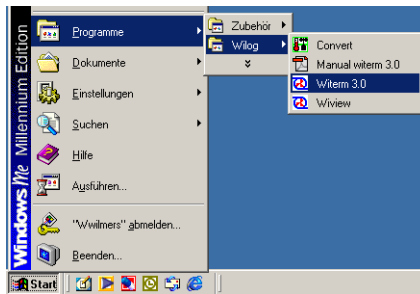 Windows Me Millennium Edition
Programme
Dokumente
Einstellungen
Suchen
Hilfe
Ausführen...
"Wwilmers" abmelden...
Beenden...
Zubehör
Wilog
Convert
Manual witerm 3.0
Witerm 3.0
Wiview
Start